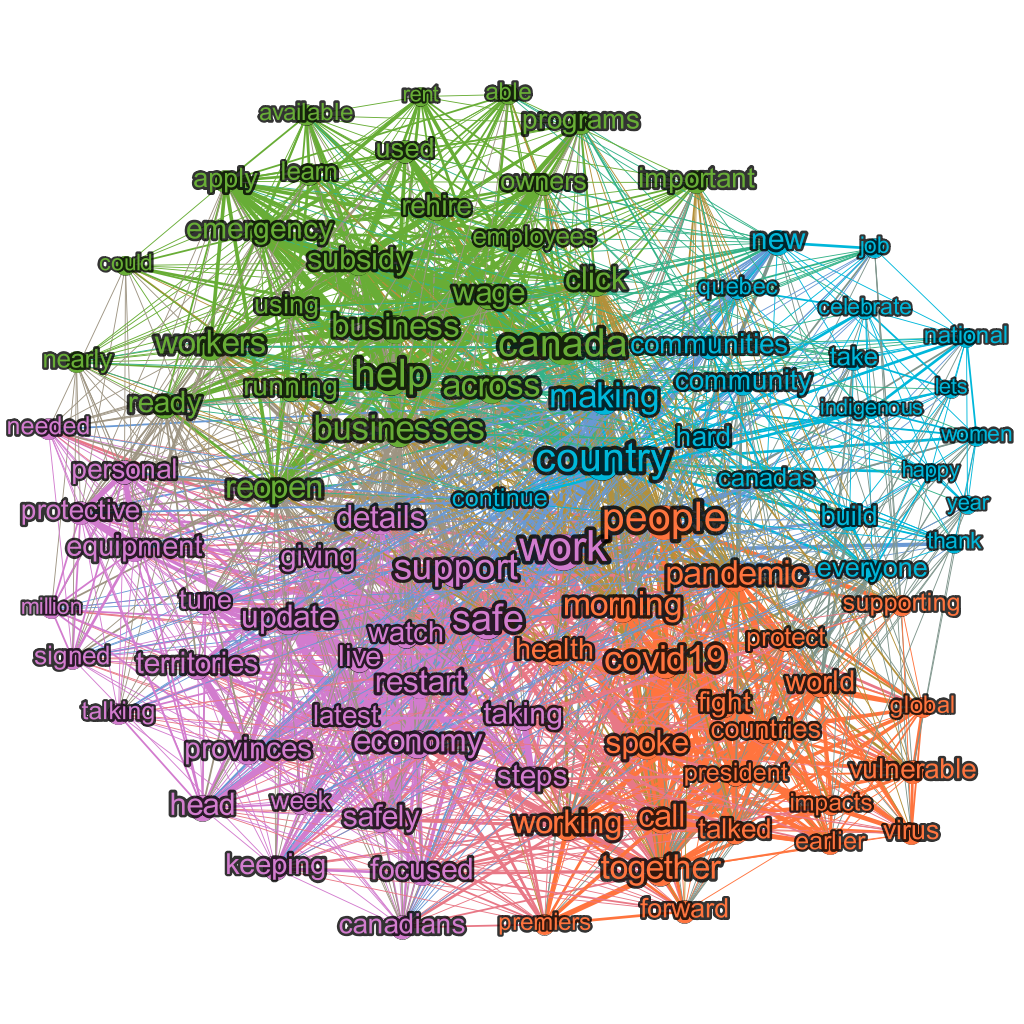 rent
able
available
programs
used
learn
apply
owners
important
rehire
emergency
employees
new
job
subsidy
could
click
quebec
wage
using
celebrate
business
national
workers
canada
communities
take
nearly
help
across
community
running
lets
making
ready
indigenous
needed
businesses
hard
women
country
personal
happy
canadas
reopen
continue
year
protective
details
people
build
equipment
work
thank
giving
support
pandemic
everyone
tune
million
morning
supporting
update
safe
watch
protect
signed
territories
live
health
covid19
restart
world
fight
global
talking
latest
taking
countries
provinces
economy
spoke
steps
president
vulnerable
head
week
impacts
safely
working
call
talked
virus
earlier
keeping
focused
together
forward
canadians
premiers